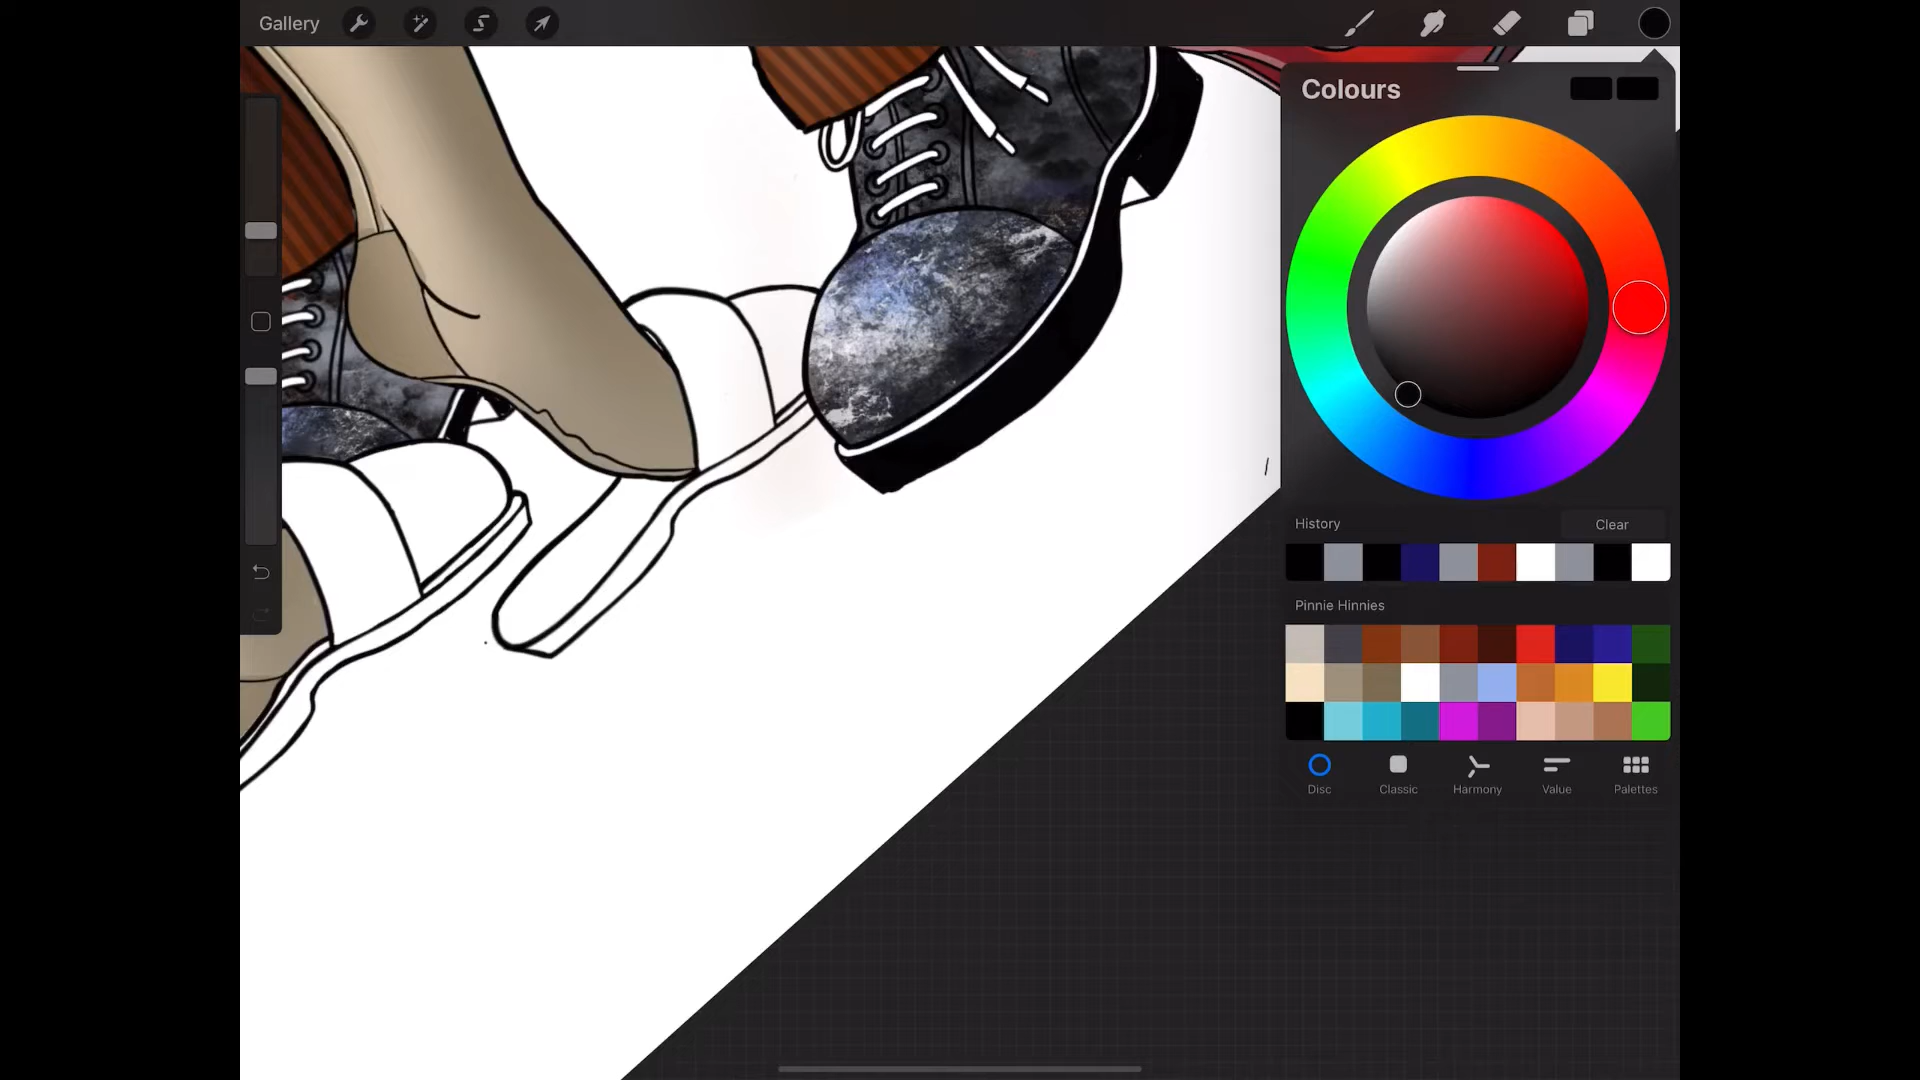 Gallery
Colours
History
Clear
Pinnie Hinnies
Disc
Classic
Harmony
Value
Palettes